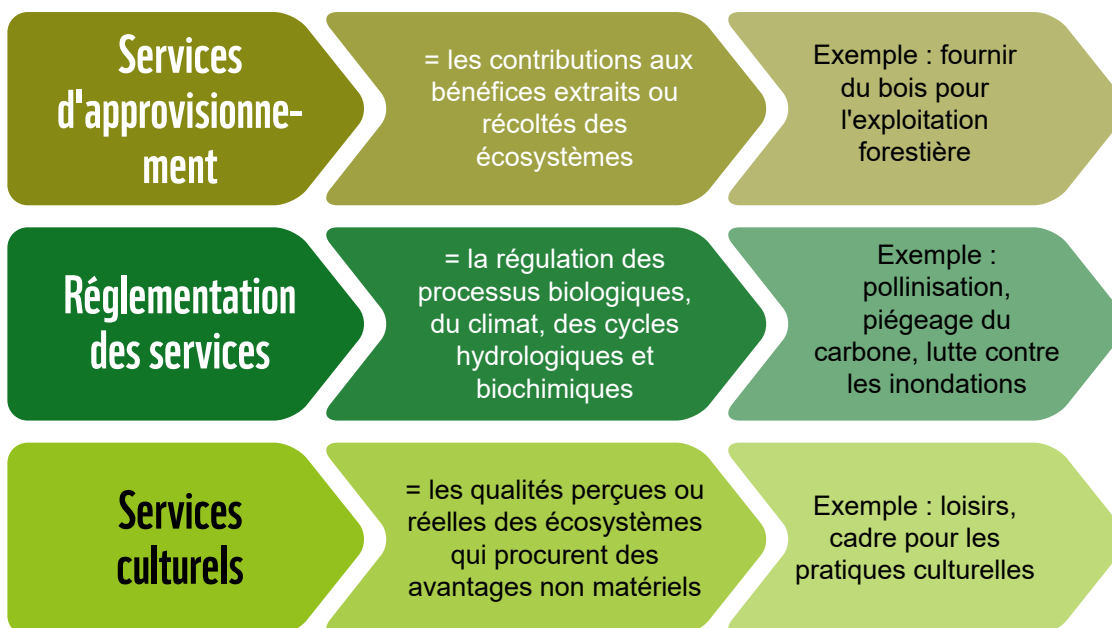 Services
d'approvisionne-
ment
= les contributions aux
bénéfices extraits ou
récoltés des
écosystèmes
Exemple : fournir
du bois pour
l'exploitation
forestière
Réglementation
des services
= la régulation des
processus biologiques,
du climat, des cycles
hydrologiques et
biochimiques
Exemple :
pollinisation,
piégeage du
carbone, lutte contre
les inondations
Services
culturels
= les qualités perçues ou
réelles des écosystèmes
qui procurent des
avantages non matériels
Exemple : loisirs,
cadre pour les
pratiques culturelles